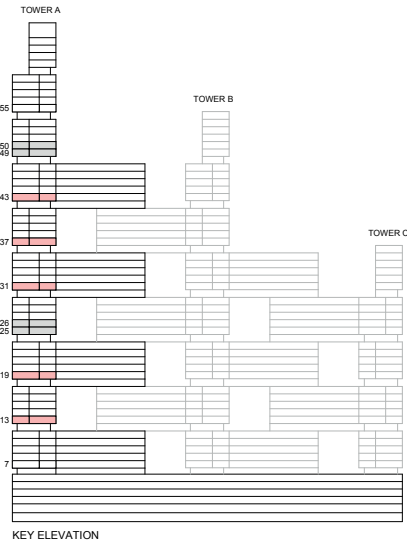 TOWER A
TOWER B
TOWER C
55
50
49
43
37
31
26
25
19
13
7
KEY ELEVATION